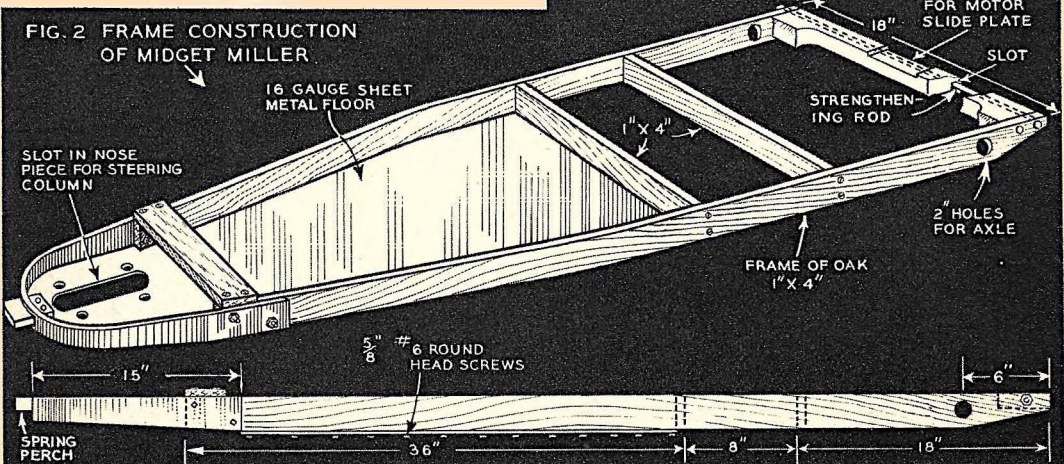 FIG. 2 FRAME CONSTRUCTION
OF MIDGET MILLER
16 GAUGE SHEET
METAL FLOOR
SLOT IN NOSE
PIECE FOR STEERING
COLUMN
1" X 4"
18"
FOR MOTOR
SLIDE PLATE
SLOT
STRENGTHEN-
ING ROD
2" HOLES
FOR AXLE
FRAME OF OAK
1" X 4"
5/8" #6 ROUND
HEAD SCREWS
15"
6"
SPRING
PERCH
36"
8"
18"